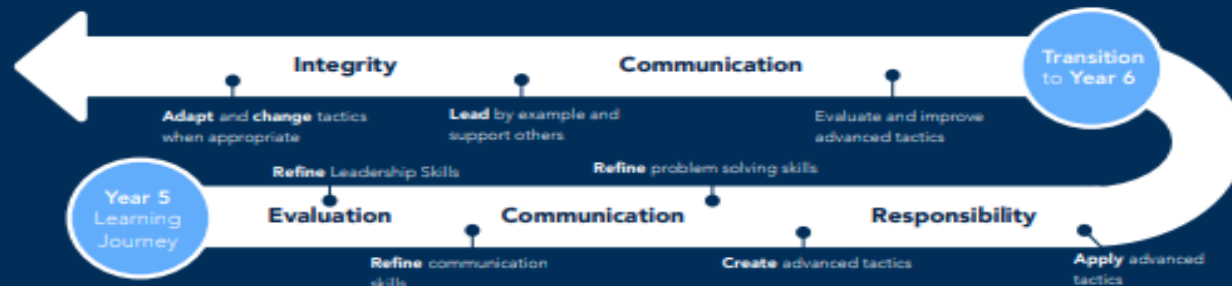 Integrity
Communication
Transition
to Year 6
Adapt and change tactics
when appropriate
Lead by example and
support others
Evaluate and improve
advanced tactics
Refine Leadership Skills
Refine problem solving skills
Year 5
Learning
Journey
Evaluation
Communication
Responsibility
Refine communication
skills
Create advanced tactics
Apply advanced
tactics